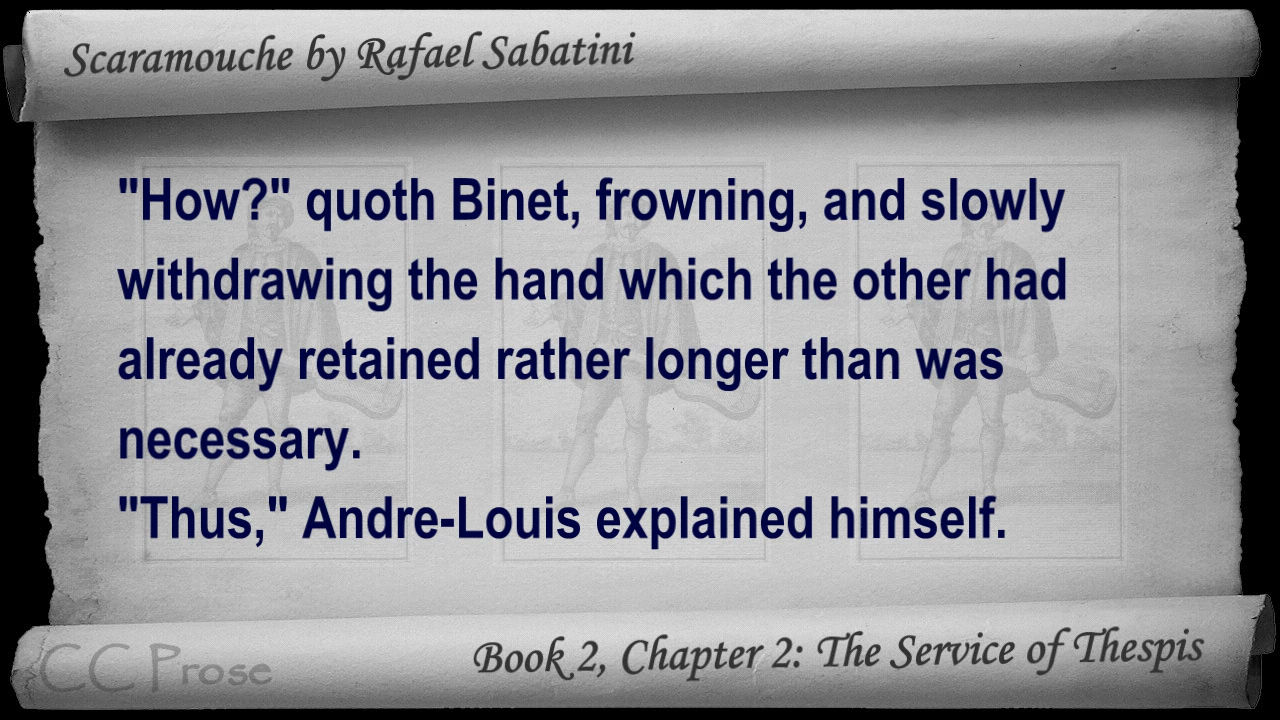 Scaramouche by Rafael Sabatini
"How?" quoth Binet, frowning, and slowly
withdrawing the hand which the other had
already retained rather longer than was
necessary.
"Thus," Andre-Louis explained himself.
CC Prose
Book 2, Chapter 2: The Service of Thespis